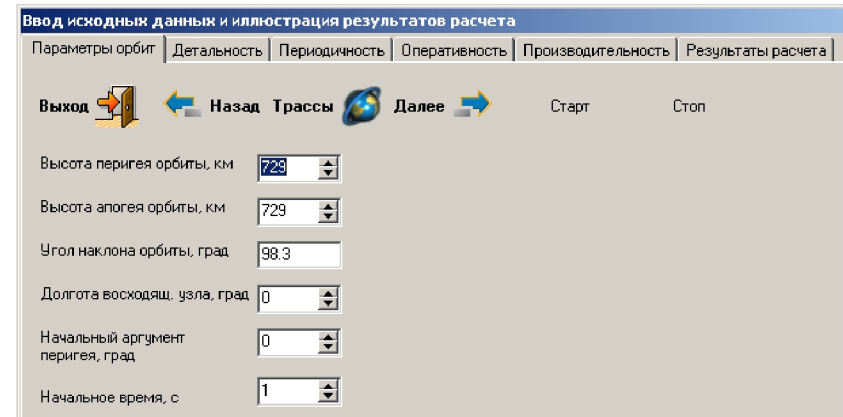 Ввод исходных данных и иллюстрация результатов расчета
Параметры орбит Детальность Периодичность Оперативность Производительность Результаты расчета
Выход Назад Трассы Далее Старт Стоп
Высота перигея орбиты, км 729
Высота апогея орбиты, км 729
Угол наклона орбиты, град 98.3
Долгота восходящ. узла, град 0
Начальный аргумент
перигея, град 0
Начальное время, с 1